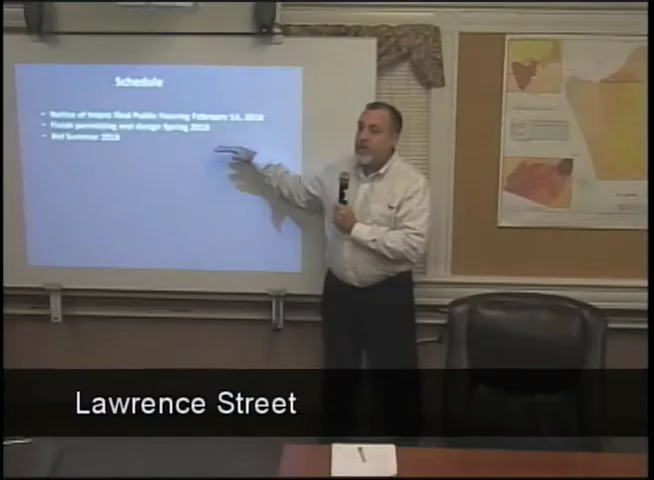 Schedule
- Notice of Intent filed Public Hearing February 14, 2018
- Finish permitting and design Spring 2018
- Bid Summer 2018
Lawrence Street